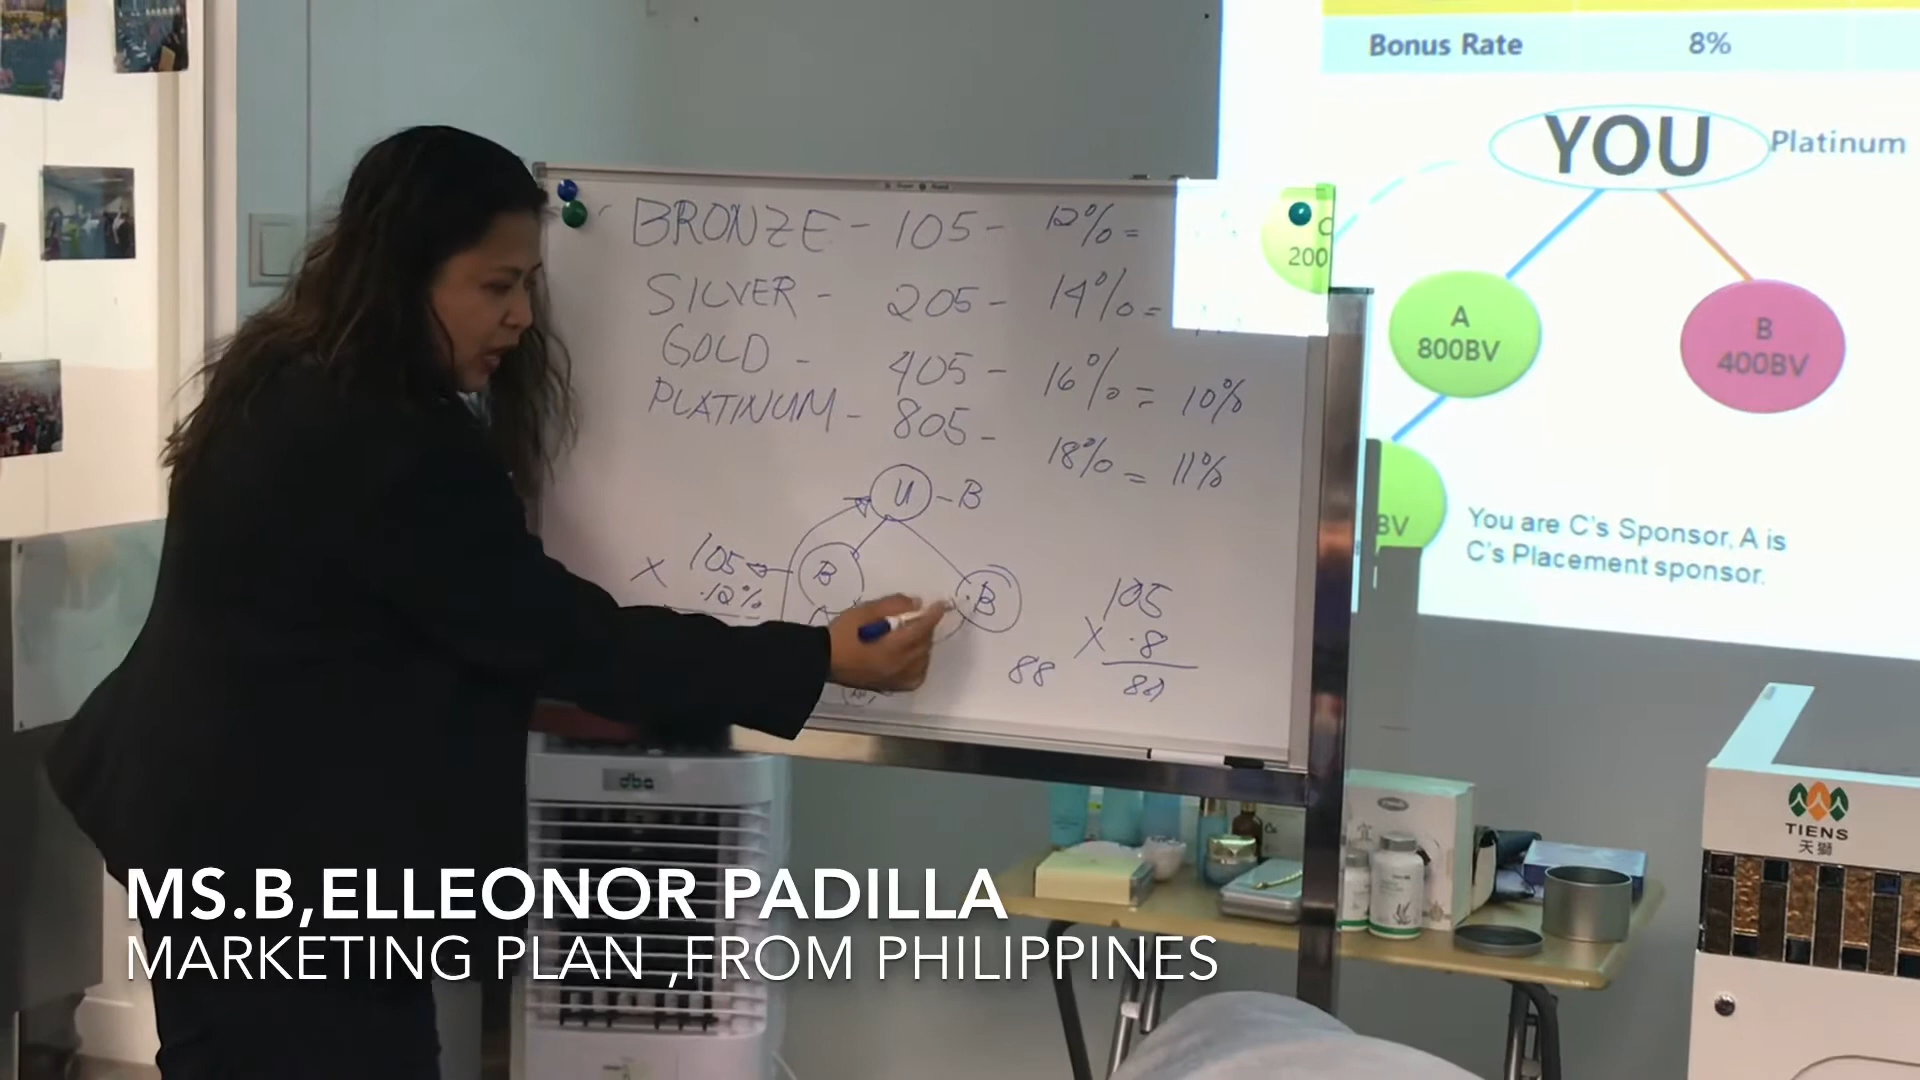 Bonus Rate 8%
YOU Platinum
C
200
A
800BV
B
400BV
BV
You are C's Sponsor, A is
C's Placement sponsor.
BRONZE - 105 - 12% =
SILVER - 205 - 14% =
GOLD - 405 - 16% = 10%
PLATINUM - 805 - 18% = 11%
U - B
105
x .12%
B
B
105
X .8
88
dba
TIENS
天獅
MS.B,ELLEONOR PADILLA
MARKETING PLAN ,FROM PHILIPPINES